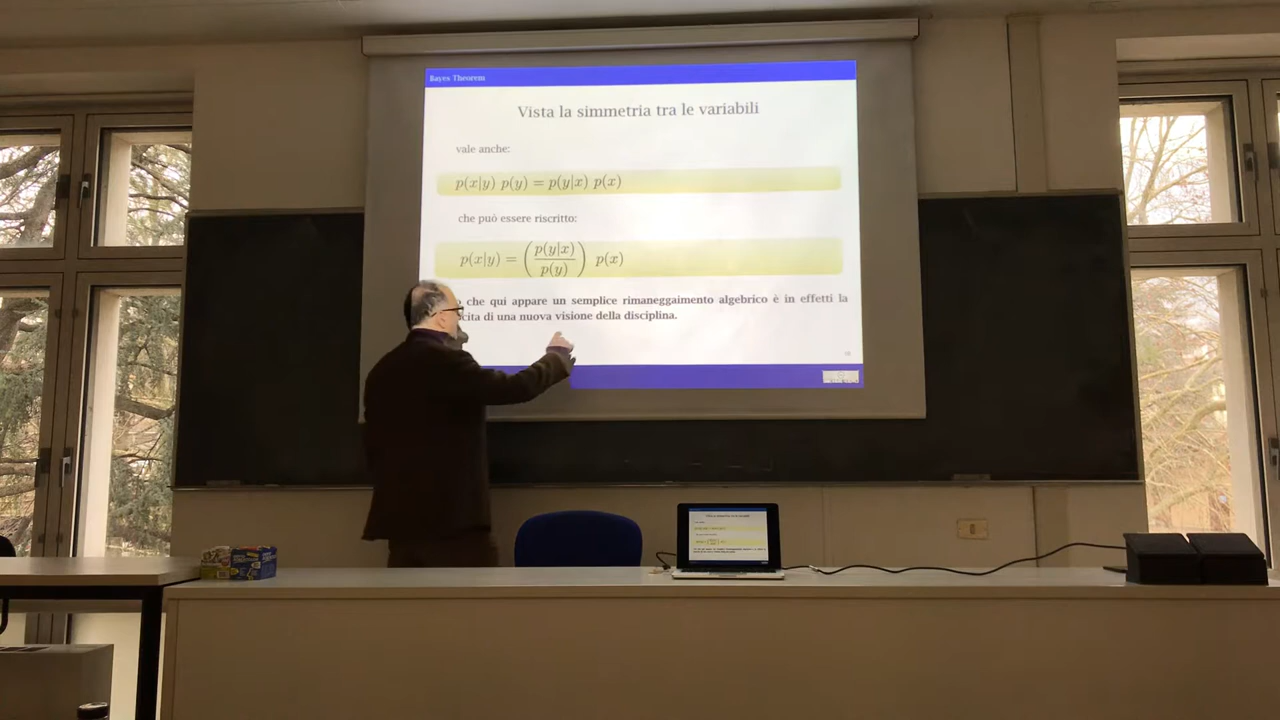 Bayes Theorem
Vista la simmetria tra le variabili
vale anche:
p(x|y) p(y) = p(y|x) p(x)
che può essere riscritto:
p(x|y) = (p(y|x)/p(y)) p(x)
che qui appare un semplice rimaneggaimento algebrico è in effetti la
di una nuova visione della disciplina.